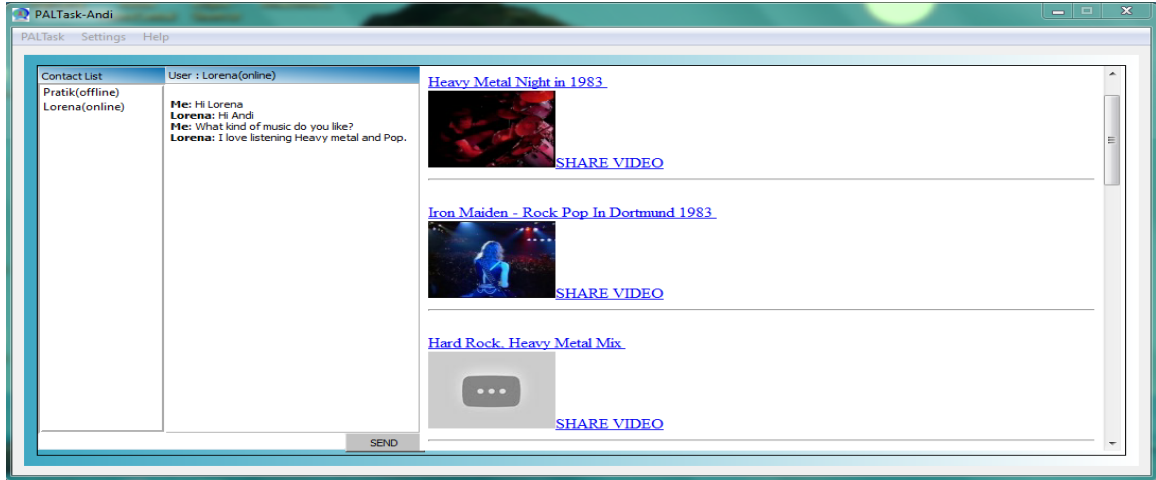 PALTask-Andi
PALTask Settings Help
Contact List
Pratik(offline)
Lorena(online)
User : Lorena(online)
Me: Hi Lorena
Lorena: Hi Andi
Me: What kind of music do you like?
Lorena: I love listening Heavy metal and Pop.
SEND
Heavy Metal Night in 1983
SHARE VIDEO
Iron Maiden - Rock Pop In Dortmund 1983
SHARE VIDEO
Hard Rock, Heavy Metal Mix
SHARE VIDEO